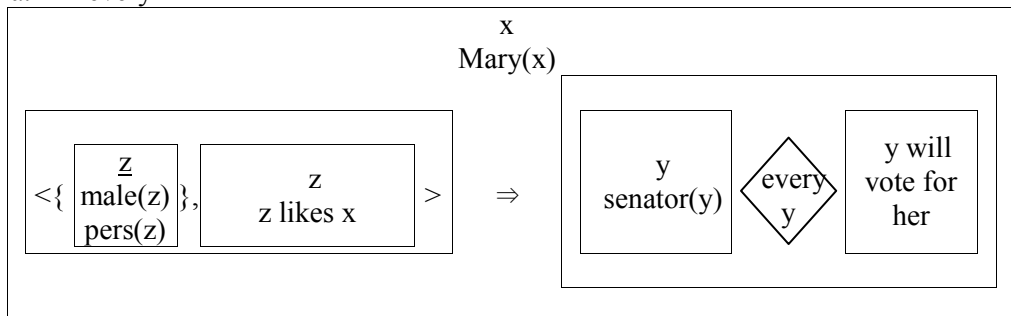 x
Mary(x)
<{ z male(z) pers(z) }, z z likes x > ⇒
y
senator(y)
every
y
y will
vote for
her